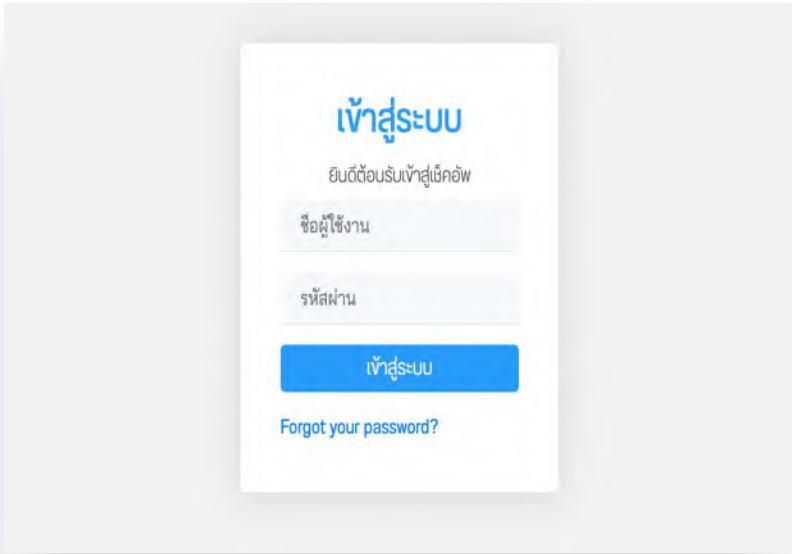 เข้าสู่ระบบ
ยินดีต้อนรับเข้าสู่เช็คอัพ
ชื่อผู้ใช้งาน
รหัสผ่าน
เข้าสู่ระบบ
Forgot your password?